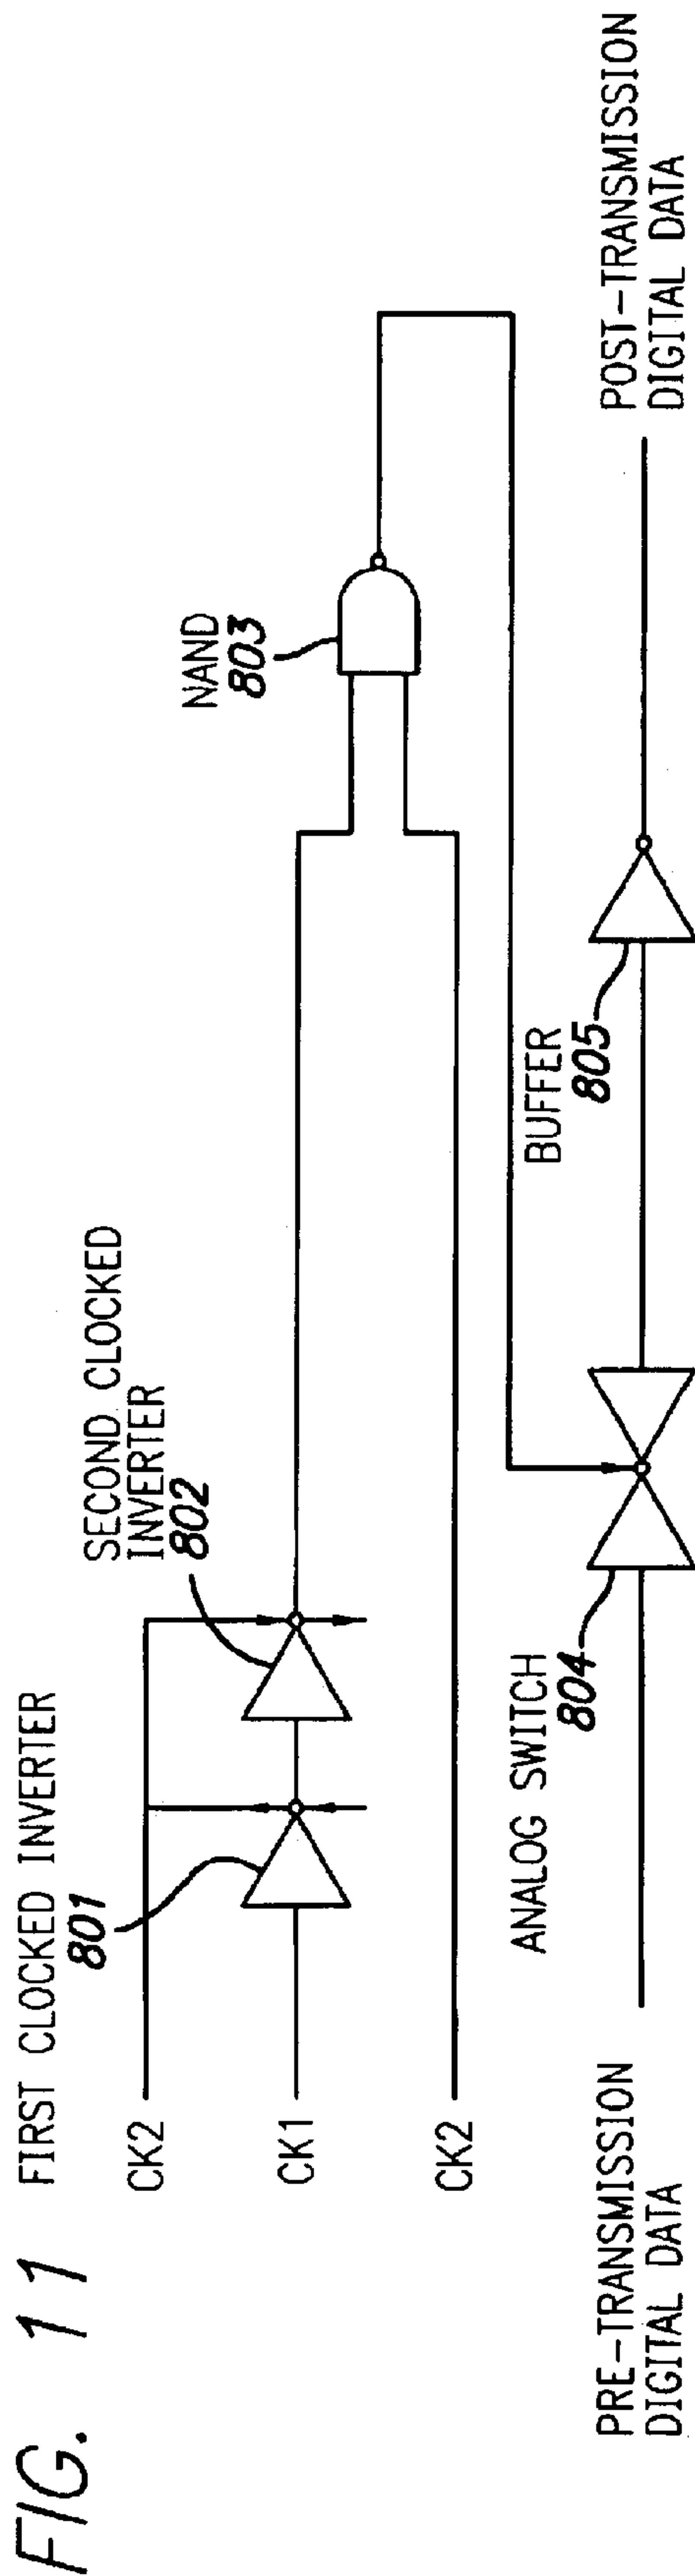 FIG. 11
FIRST CLOCKED INVERTER
801
SECOND CLOCKED
INVERTER
802
NAND
803
CK2
CK1
CK2
ANALOG SWITCH
804
BUFFER
805
PRE-TRANSMISSION
DIGITAL DATA
POST-TRANSMISSION
DIGITAL DATA